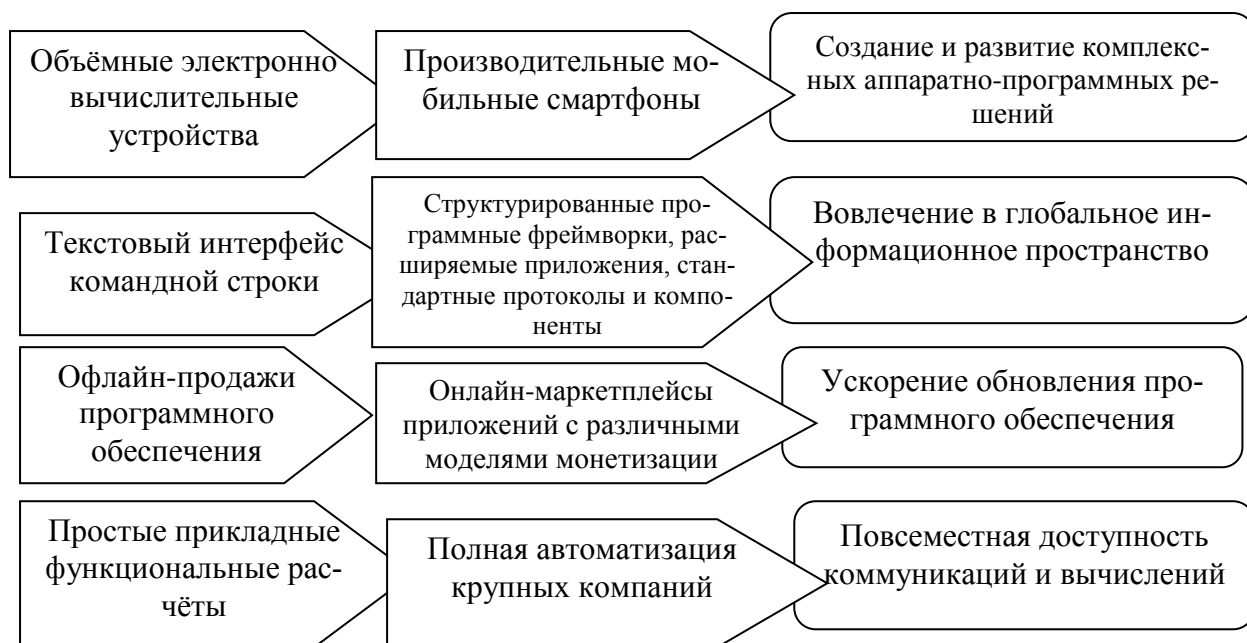 Объёмные электронно
вычислительные
устройства
Производительные мо-
бильные смартфоны
Создание и развитие комплекс-
ных аппаратно-программных ре-
шений
Текстовый интерфейс
командной строки
Структурированные про-
граммные фреймворки, рас-
ширяемые приложения, стан-
дартные протоколы и компо-
ненты
Вовлечение в глобальное ин-
формационное пространство
Офлайн-продажи
программного
обеспечения
Онлайн-маркетплейсы
приложений с различными
моделями монетизации
Ускорение обновления про-
граммного обеспечения
Простые прикладные
функциональные рас-
чёты
Полная автоматизация
крупных компаний
Повсеместная доступность
коммуникаций и вычислений